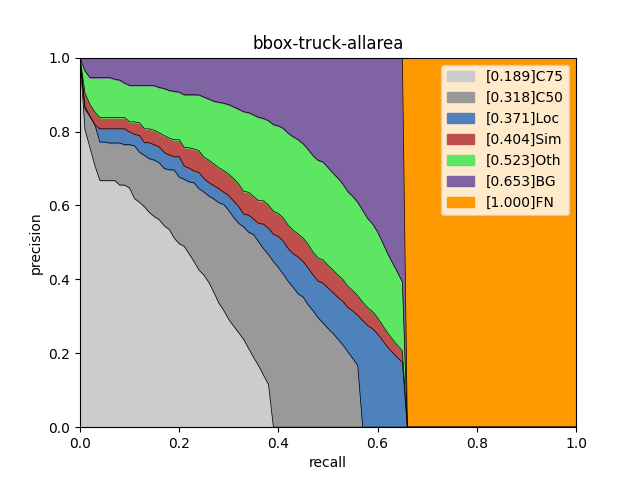 bbox-truck-allarea
1.0
0.8
0.6
0.4
0.2
0.0
precision
[0.189]C75
[0.318]C50
[0.371]Loc
[0.404]Sim
[0.523]Oth
[0.653]BG
[1.000]FN
0.0 0.2 0.4 0.6 0.8 1.0
recall